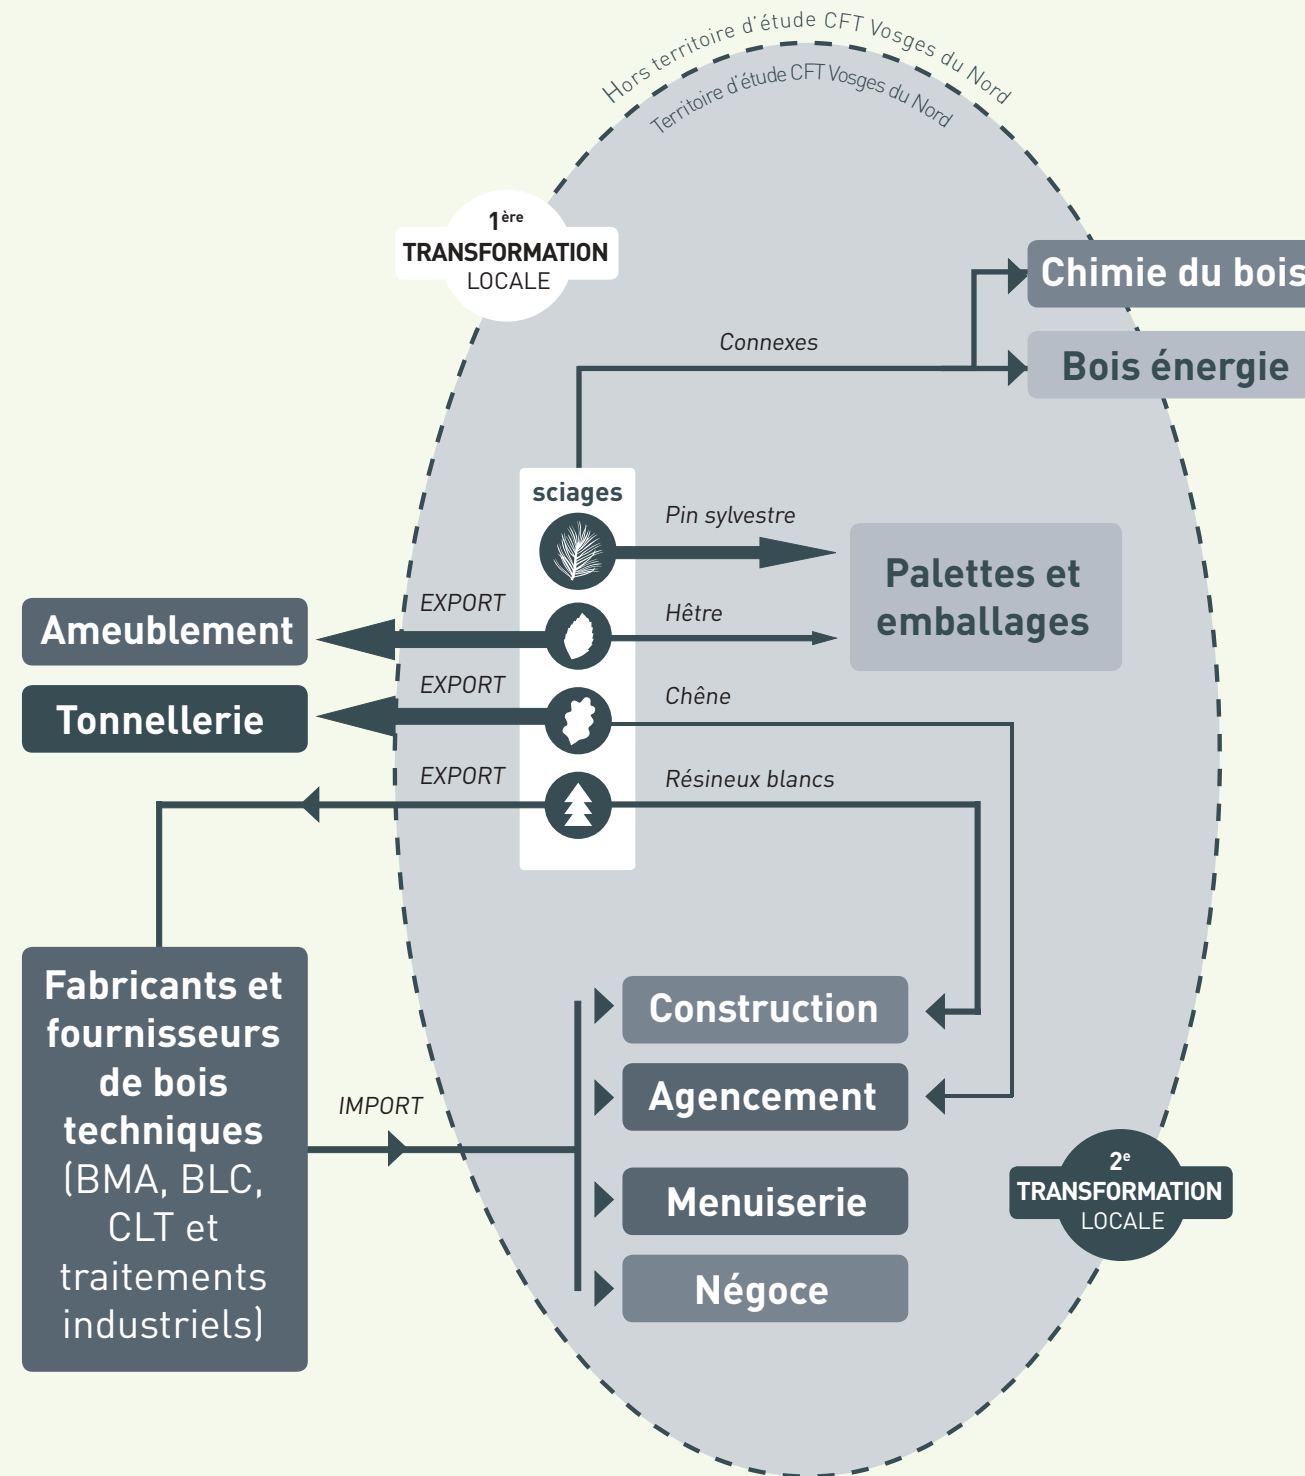 Hors territoire d'étude CFT Vosges du Nord
Territoire d'étude CFT Vosges du Nord
1ère
TRANSFORMATION
LOCALE
Chimie du bois
Connexes
Bois énergie
sciages
Pin sylvestre
Palettes et
emballages
EXPORT
Hêtre
Ameublement
EXPORT
Chêne
Tonnellerie
EXPORT
Résineux blancs
Fabricants et
fournisseurs
de bois
techniques
(BMA, BLC,
CLT et
traitements
industriels)
IMPORT
Construction
Agencement
Menuiserie
Négoce
2e
TRANSFORMATION
LOCALE